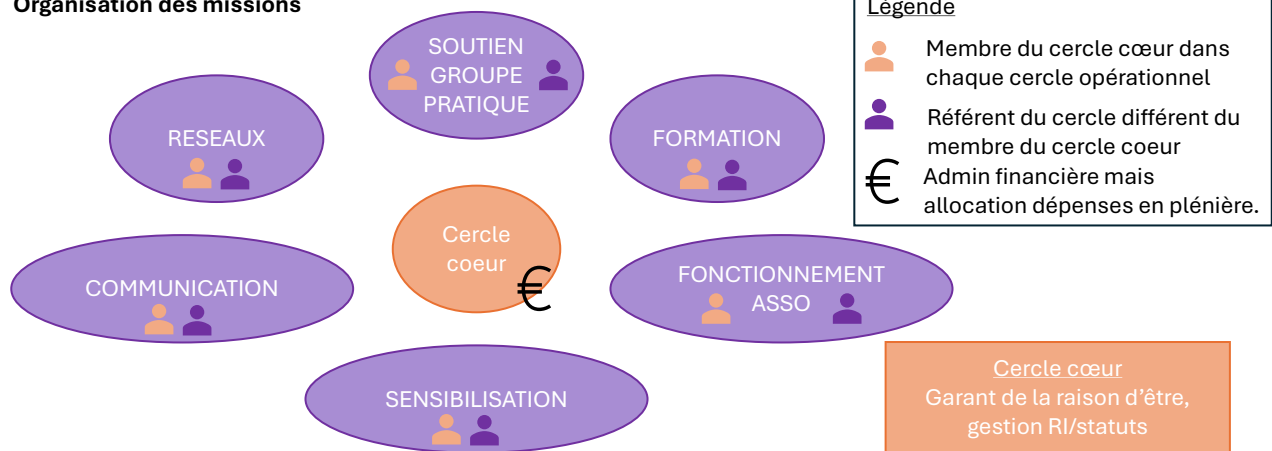 Organisation des missions
SOUTIEN
GROUPE
PRATIQUE
RESEAUX
FORMATION
Cercle
coeur
€
COMMUNICATION
FONCTIONNEMENT
ASSO
SENSIBILISATION
Légende
Membre du cercle cœur dans
chaque cercle opérationnel
Référent du cercle différent du
membre du cercle coeur
€ Admin financière mais
allocation dépenses en plénière.
Cercle cœur
Garant de la raison d’être,
gestion RI/statuts